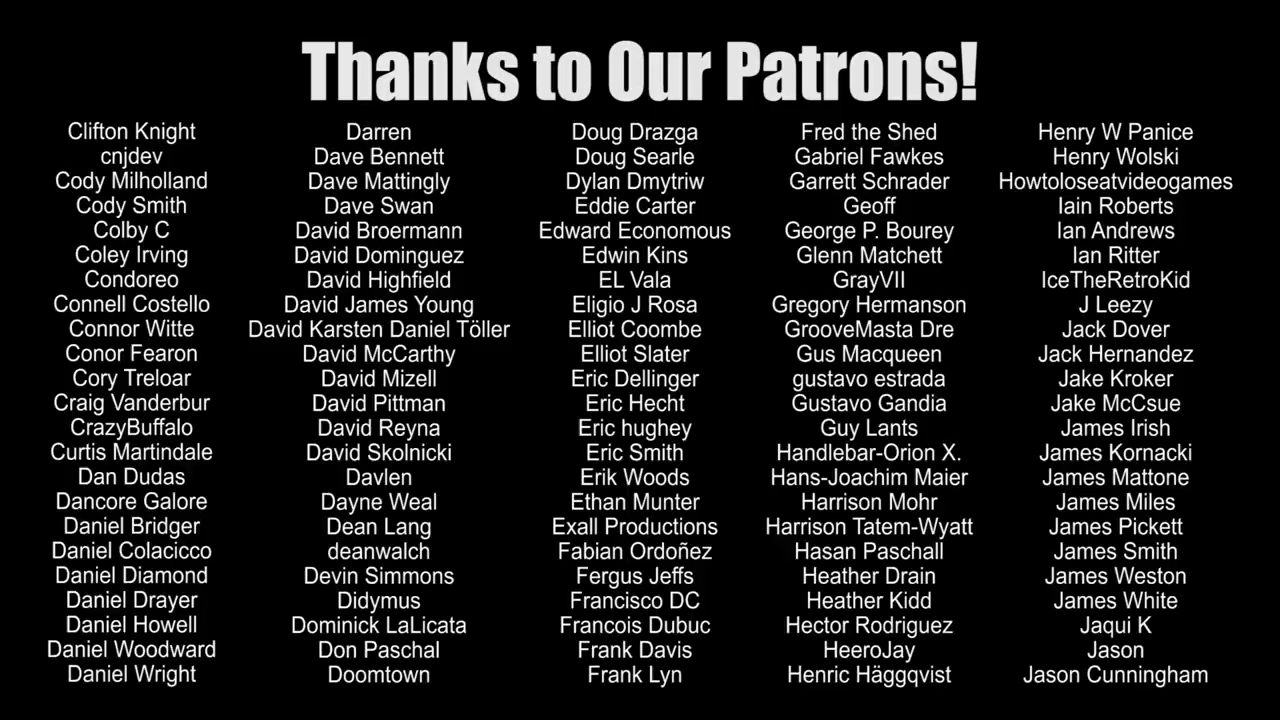 Thanks to Our Patrons!
Clifton Knight
cnjdev
Cody Milholland
Cody Smith
Colby C
Coley Irving
Condoreo
Connell Costello
Connor Witte
Conor Fearon
Cory Treloar
Craig Vanderbur
CrazyBuffalo
Curtis Martindale
Dan Dudas
Dancore Galore
Daniel Bridger
Daniel Colacicco
Daniel Diamond
Daniel Drayer
Daniel Howell
Daniel Woodward
Daniel Wright
Darren
Dave Bennett
Dave Mattingly
Dave Swan
David Broermann
David Dominguez
David Highfield
David James Young
David Karsten Daniel Töller
David McCarthy
David Mizell
David Pittman
David Reyna
David Skolnicki
Davlen
Dayne Weal
Dean Lang
deanwalch
Devin Simmons
Didymus
Dominick LaLicata
Don Paschal
Doomtown
Doug Drazga
Doug Searle
Dylan Dmytriw
Eddie Carter
Edward Economous
Edwin Kins
EL Vala
Eligio J Rosa
Elliot Coombe
Elliot Slater
Eric Dellinger
Eric Hecht
Eric hughey
Eric Smith
Erik Woods
Ethan Munter
Exall Productions
Fabian Ordoñez
Fergus Jeffs
Francisco DC
Francois Dubuc
Frank Davis
Frank Lyn
Fred the Shed
Gabriel Fawkes
Garrett Schrader
Geoff
George P. Bourey
Glenn Matchett
GrayVII
Gregory Hermanson
GrooveMasta Dre
Gus Macqueen
gustavo estrada
Gustavo Gandia
Guy Lants
Handlebar-Orion X.
Hans-Joachim Maier
Harrison Mohr
Harrison Tatem-Wyatt
Hasan Paschall
Heather Drain
Heather Kidd
Hector Rodriguez
HeeroJay
Henric Häggqvist
Henry W Panice
Henry Wolski
Howtoloseatvideogames
Iain Roberts
Ian Andrews
Ian Ritter
IceTheRetroKid
J Leezy
Jack Dover
Jack Hernandez
Jake Kroker
Jake McCsue
James Irish
James Kornacki
James Mattone
James Miles
James Pickett
James Smith
James Weston
James White
Jaqui K
Jason
Jason Cunningham